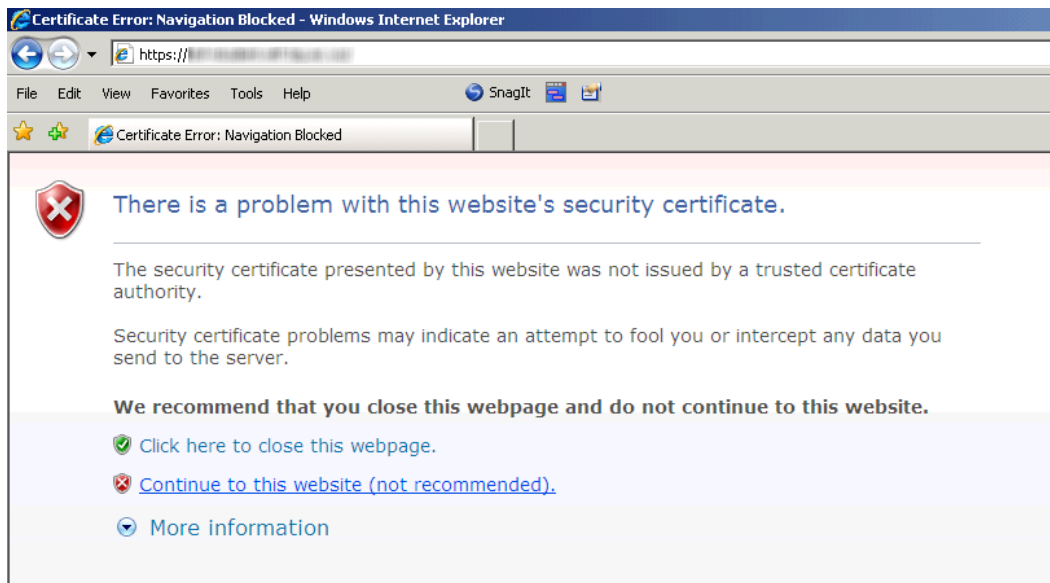 Certificate Error: Navigation Blocked - Windows Internet Explorer
https://
File Edit View Favorites Tools Help SnagIt
Certificate Error: Navigation Blocked
There is a problem with this website's security certificate.
The security certificate presented by this website was not issued by a trusted certificate
authority.
Security certificate problems may indicate an attempt to fool you or intercept any data you
send to the server.
We recommend that you close this webpage and do not continue to this website.
Click here to close this webpage.
Continue to this website (not recommended).
More information